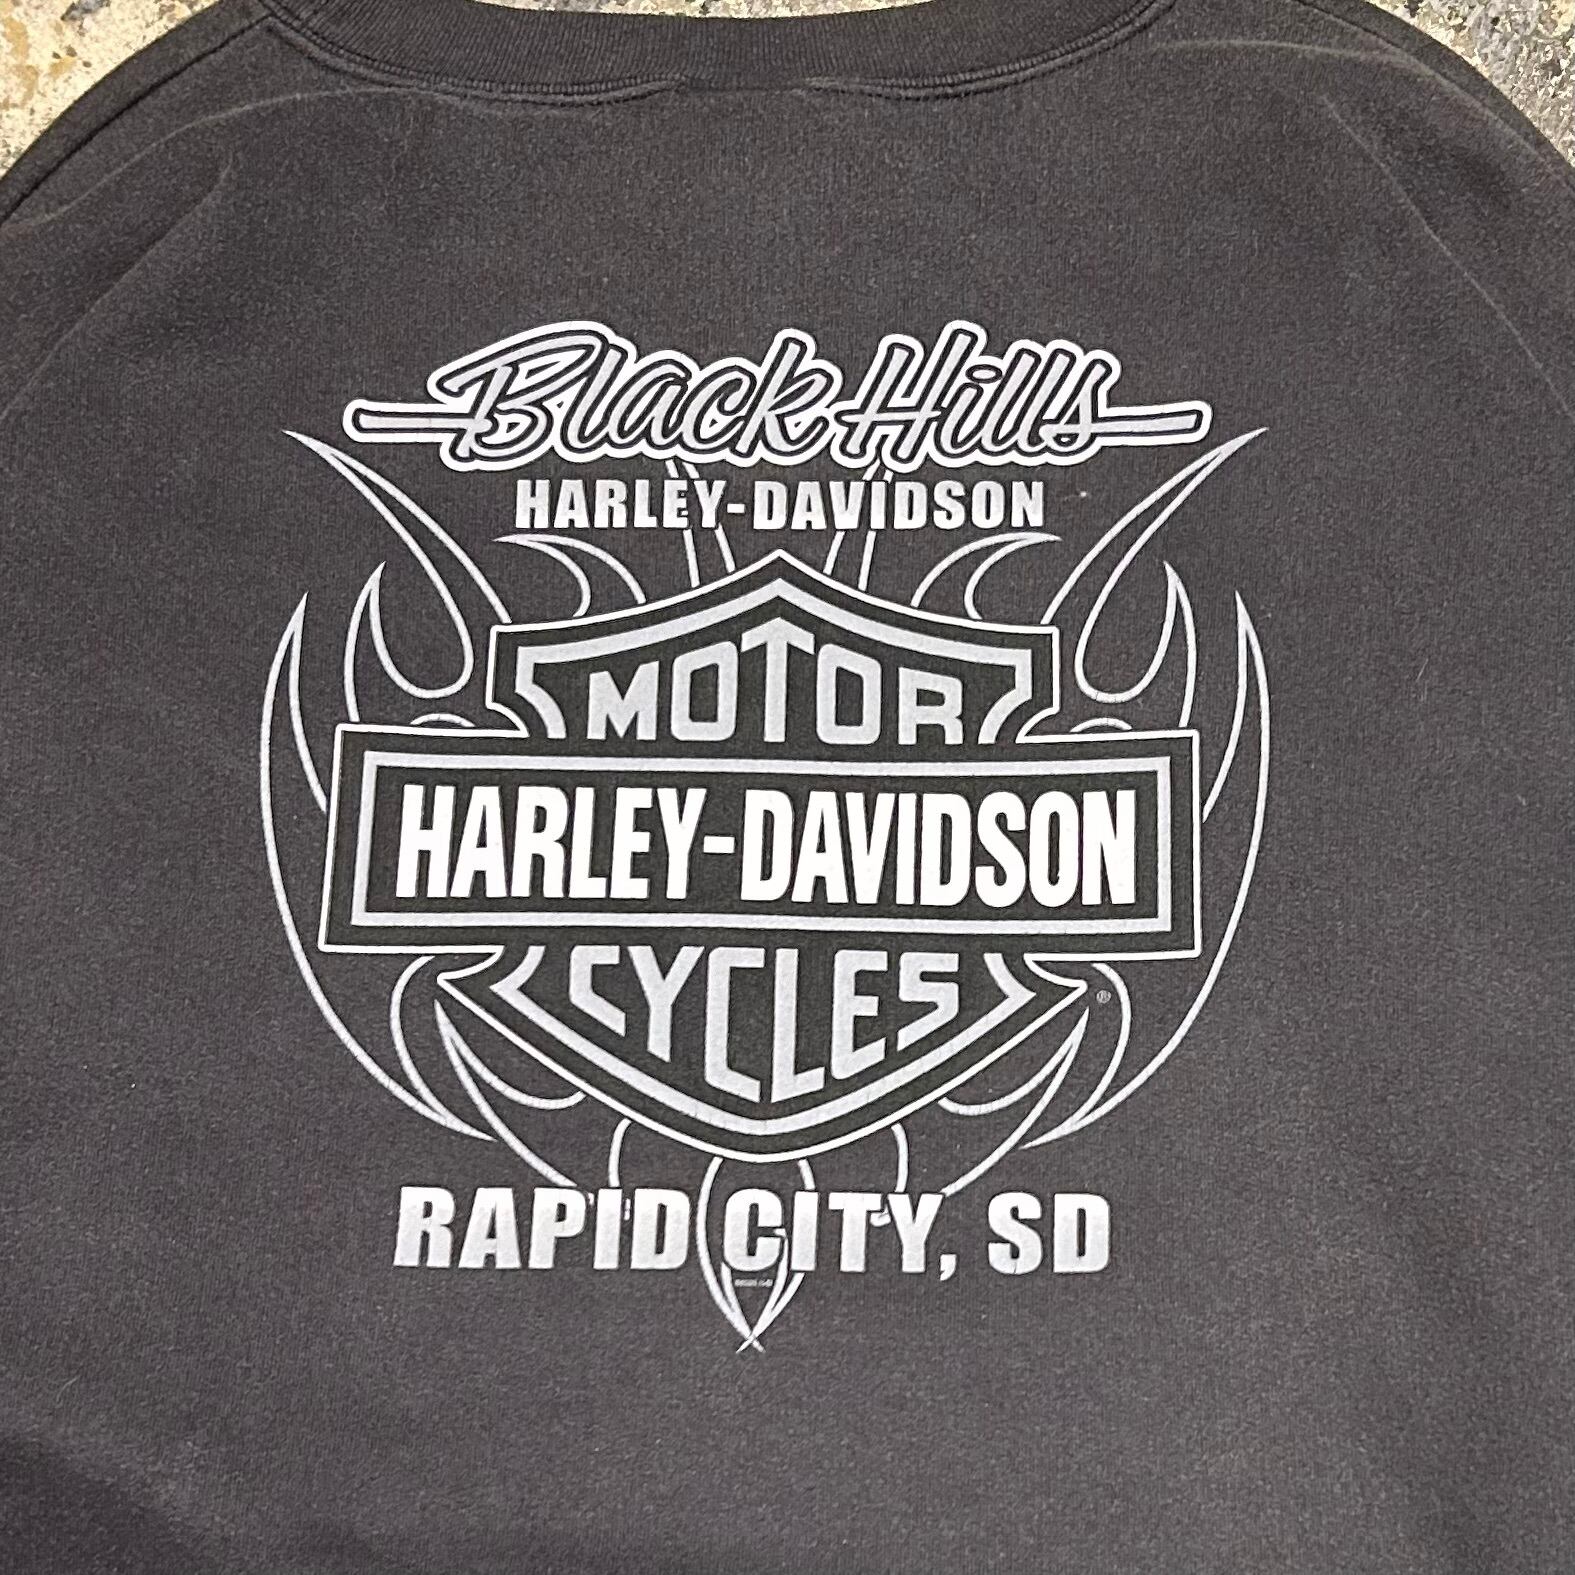 Black Hills
HARLEY-DAVIDSON
MOTOR
HARLEY-DAVIDSON
CYCLES
®
RAPID CITY, SD